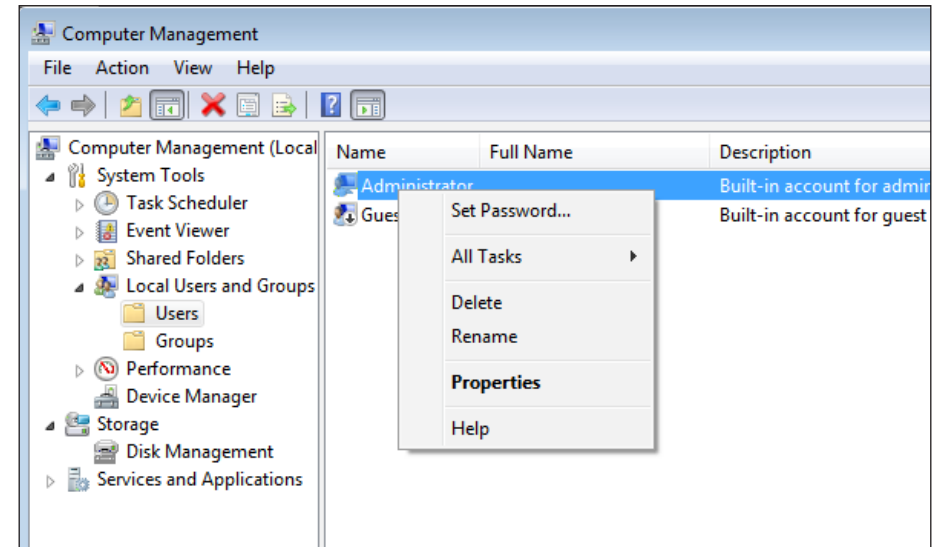 Computer Management
File Action View Help
Computer Management (Local
System Tools
Task Scheduler
Event Viewer
Shared Folders
Local Users and Groups
Users
Groups
Performance
Device Manager
Storage
Disk Management
Services and Applications
Name Full Name Description
Administrator Built-in account for admin
Gues Built-in account for guest
Set Password...
All Tasks
Delete
Rename
Properties
Help